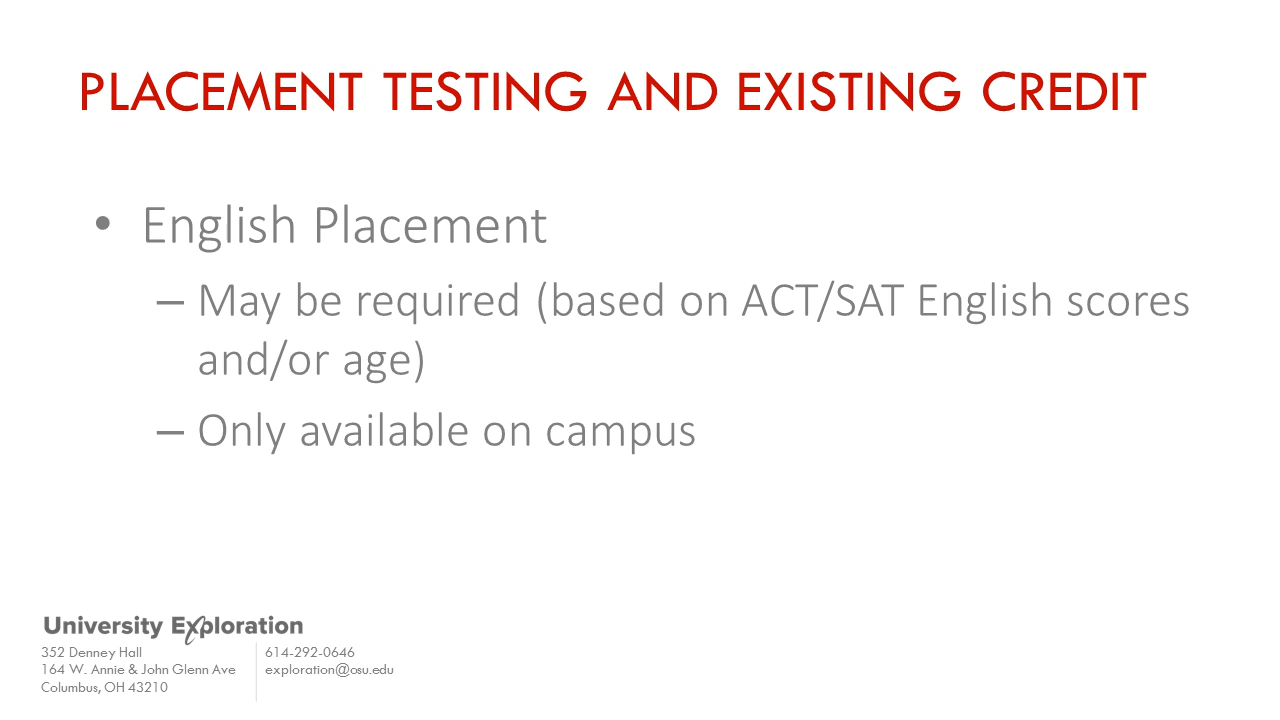 PLACEMENT TESTING AND EXISTING CREDIT
• English Placement
– May be required (based on ACT/SAT English scores
and/or age)
– Only available on campus
University Exploration
352 Denney Hall
164 W. Annie & John Glenn Ave
Columbus, OH 43210
614-292-0646
exploration@osu.edu